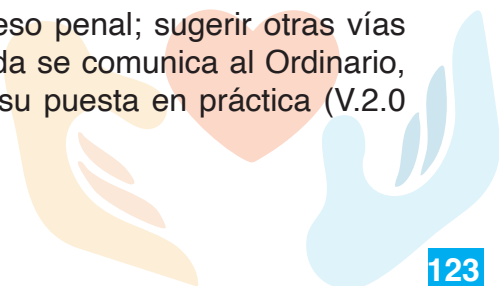 eso penal; sugerir otras vías
da se comunica al Ordinario,
su puesta en práctica (V.2.0
123